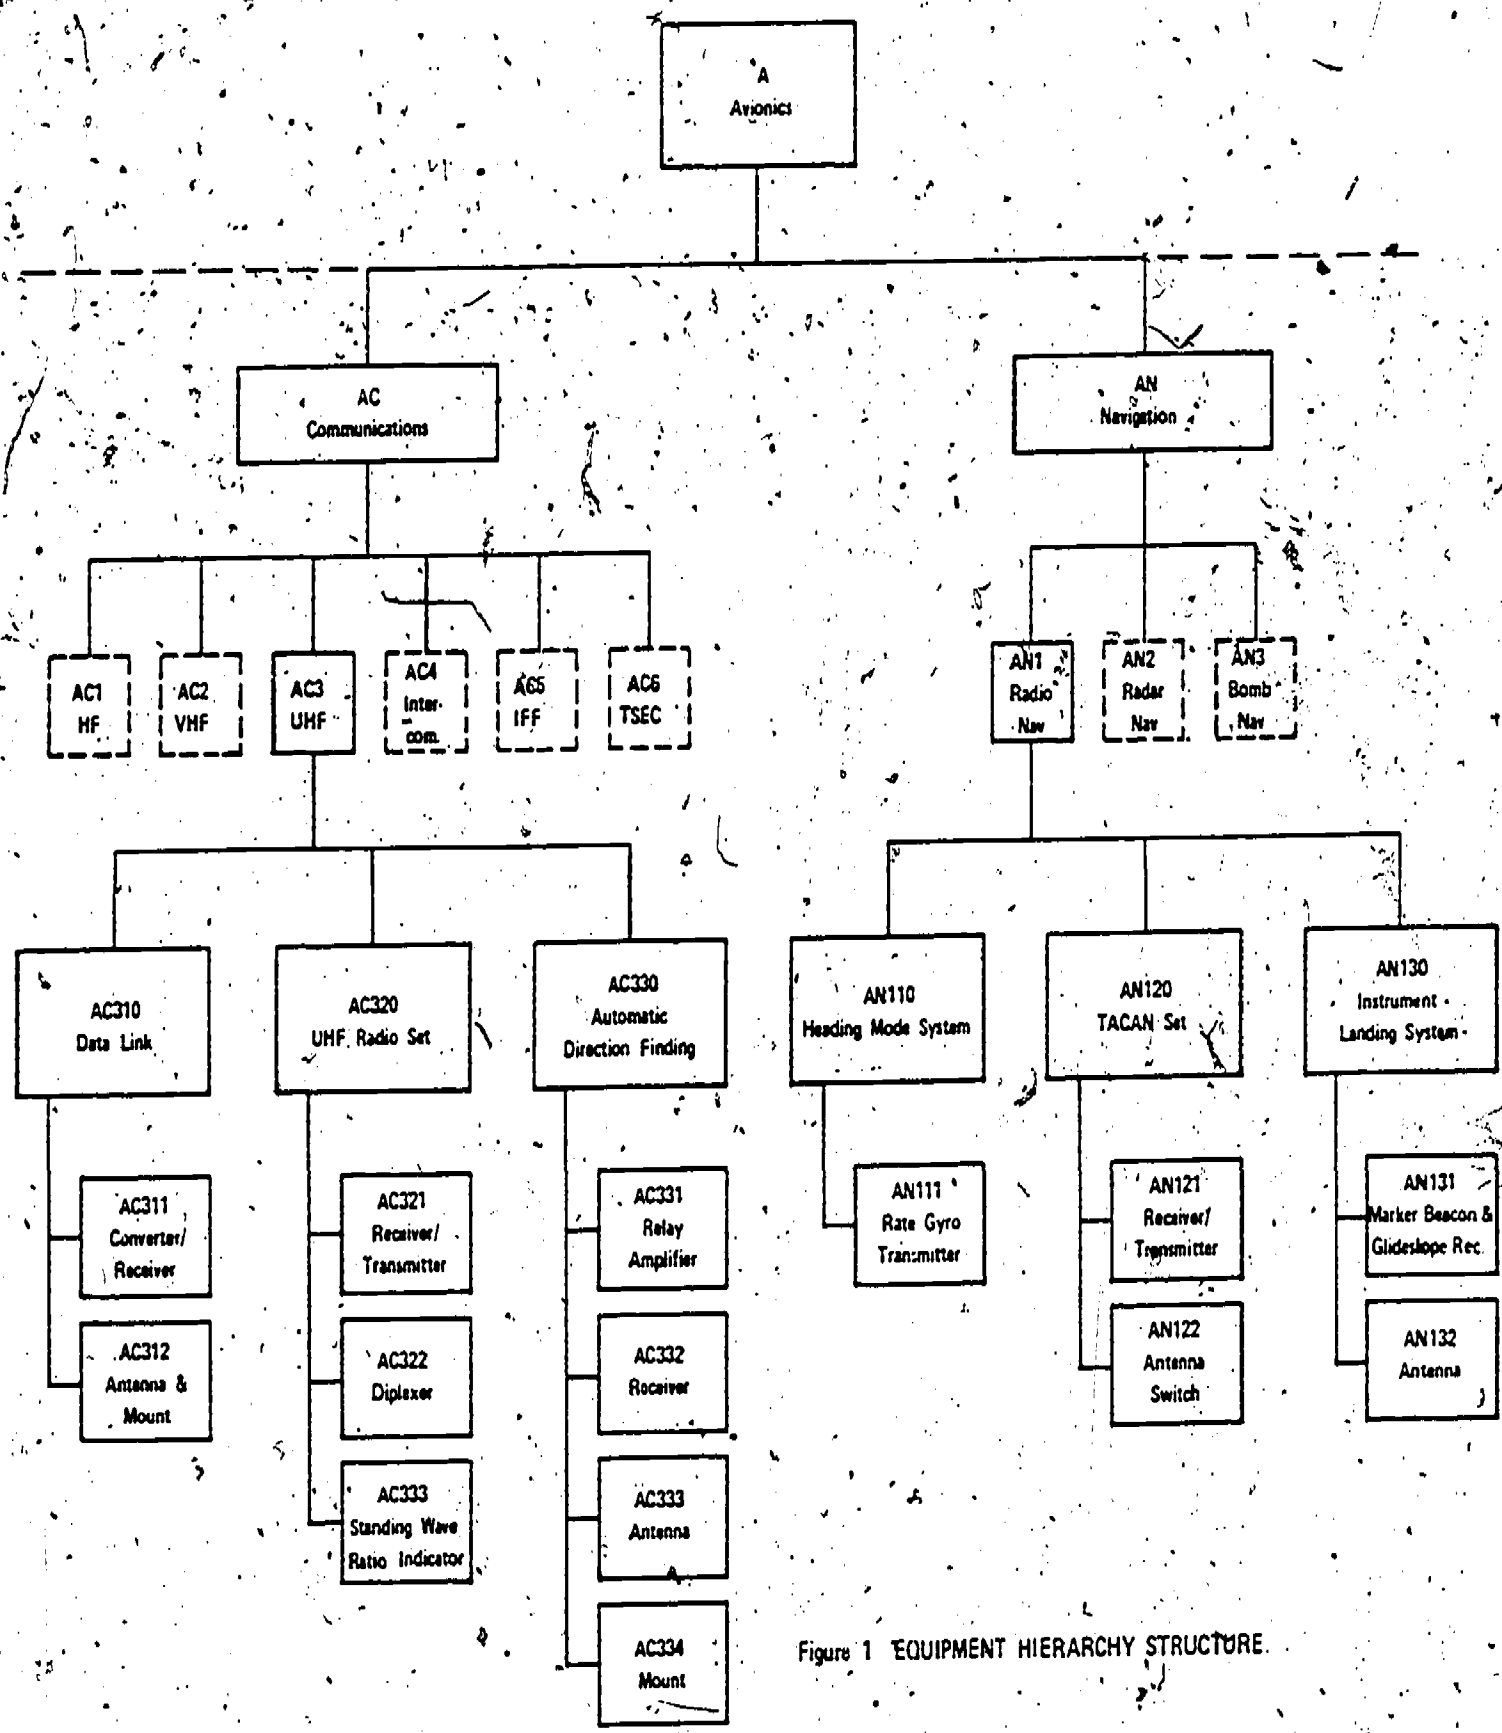 A
Avionics
AC
Communications
AN
Navigation
AC1
HF
AC2
VHF
AC3
UHF
AC4
Inter-
com.
AC5
IFF
AC6
TSEC
AN1
Radio
Nav
AN2
Radar
Nav
AN3
Bomb
Nav
AC310
Data Link
AC320
UHF Radio Set
AC330
Automatic
Direction Finding
AN110
Heading Mode System
AN120
TACAN Set
AN130
Instrument
Landing System
AC311
Converter/
Receiver
AC312
Antenna &
Mount
AC321
Receiver/
Transmitter
AC322
Diplexer
AC333
Standing Wave
Ratio Indicator
AC331
Relay
Amplifier
AC332
Receiver
AC333
Antenna
AC334
Mount
AN111
Rate Gyro
Transmitter
AN121
Receiver/
Transmitter
AN122
Antenna
Switch
AN131
Marker Beacon &
Glideslope Rec.
AN132
Antenna
Figure 1 EQUIPMENT HIERARCHY STRUCTURE.